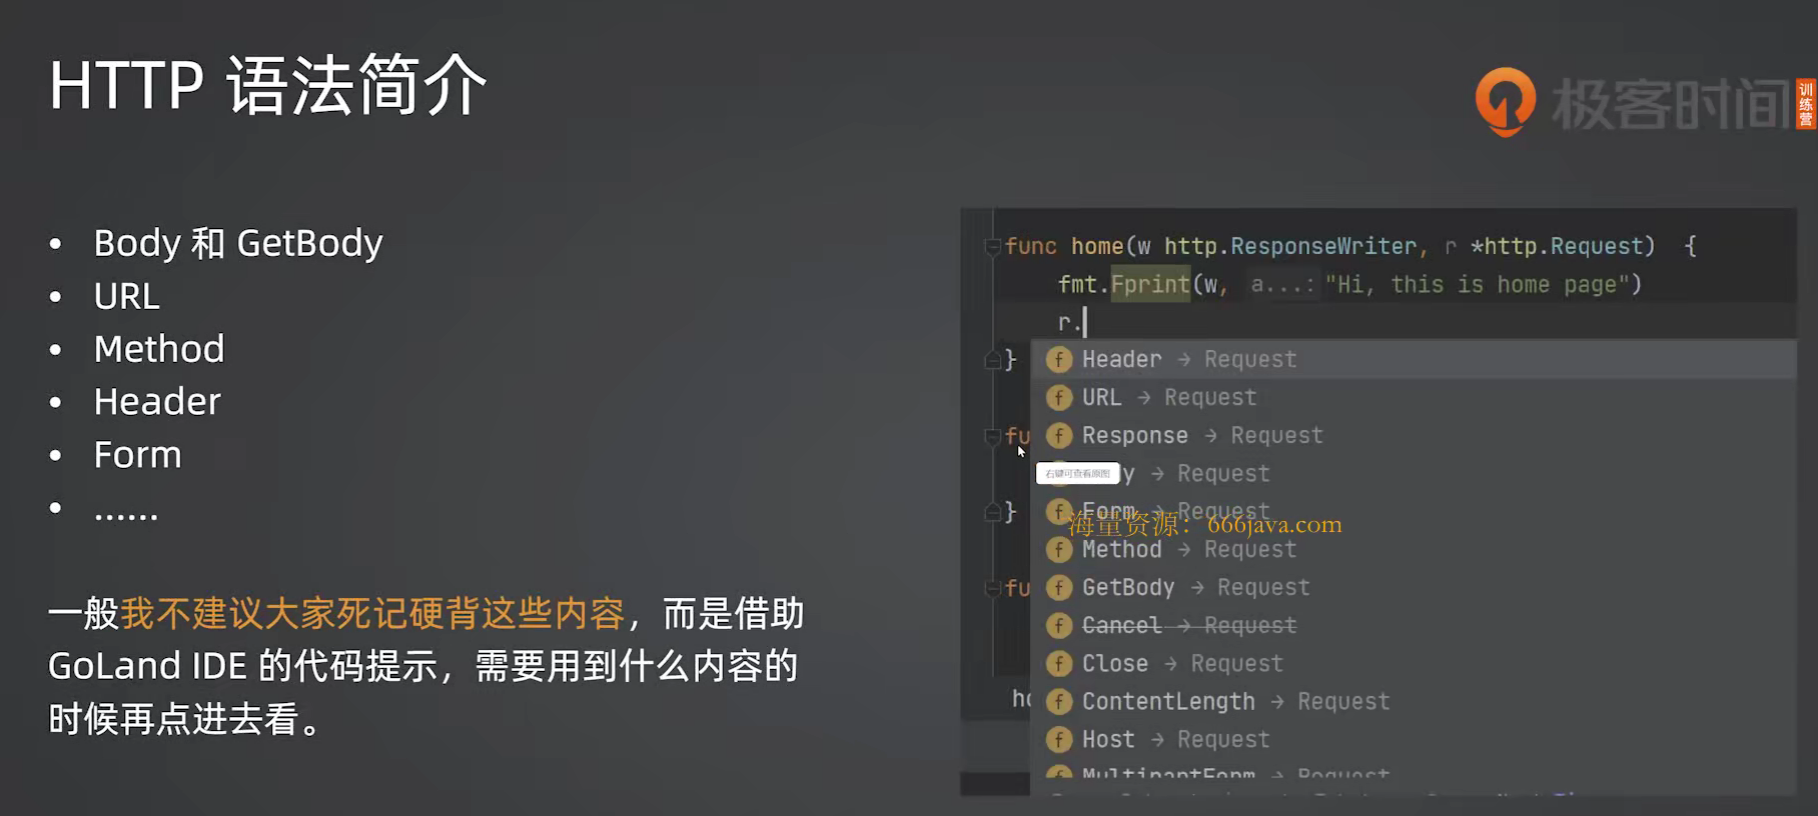 HTTP 语法简介
极客时间
训练营
• Body 和 GetBody
• URL
• Method
• Header
• Form
• ......
一般我不建议大家死记硬背这些内容，而是借助
GoLand IDE 的代码提示，需要用到什么内容的
时候再点进去看。
func home(w http.ResponseWriter, r *http.Request) {
fmt.Fprint(w, a...: "Hi, this is home page")
r.
}
f Header → Request
f URL → Request
fu
f Response → Request
右键可查看原图
y → Request
}
f Form → Request
海量资源：666java.com
f Method → Request
fu
f GetBody → Request
f Cancel → Request
f Close → Request
f ContentLength → Request
ho
f Host → Request
f MultipartForm → Request